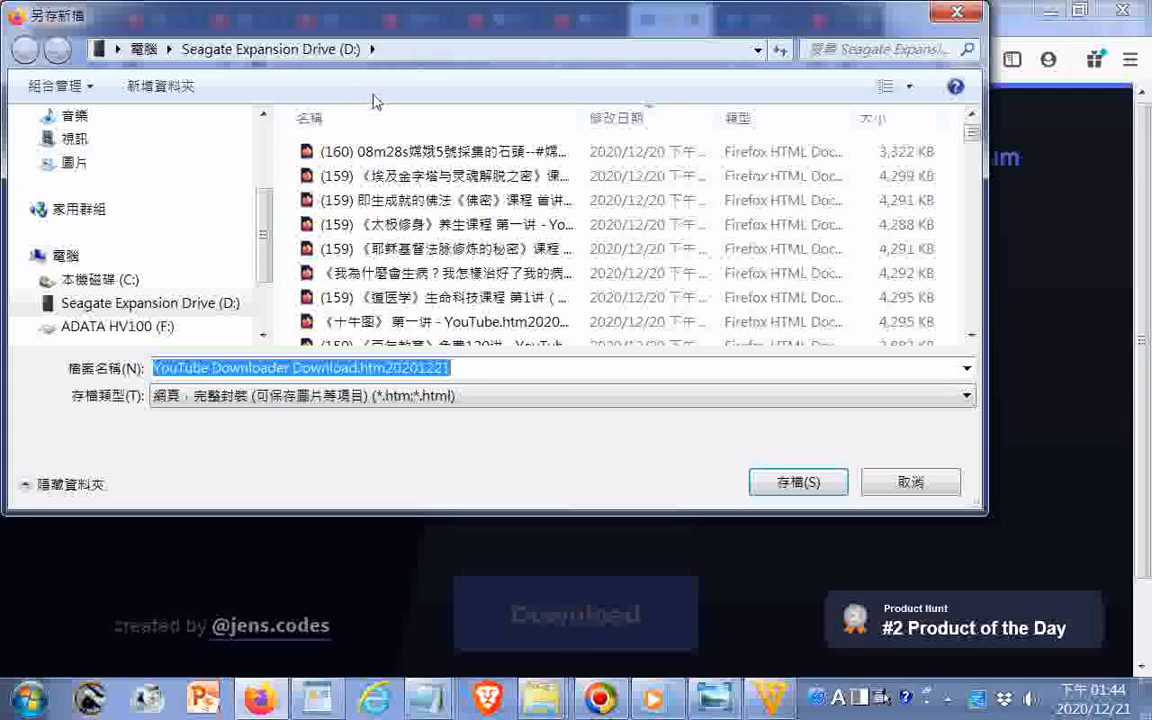 另存新檔
電腦 Seagate Expansion Drive (D:)
搜尋 Seagate Expansi...
組合管理
新增資料夾
音樂
視訊
圖片
家用群組
電腦
本機磁碟 (C:)
Seagate Expansion Drive (D:)
ADATA HV100 (F:)
名稱 修改日期 類型 大小
(160) 08m28s嫦娥5號採集的石頭--#嫦... 2020/12/20 下午 ... Firefox HTML Doc... 3,322 KB
(159) 《埃及金字塔与灵魂解脱之密》课... 2020/12/20 下午 ... Firefox HTML Doc... 4,299 KB
(159) 即生成就的佛法《佛密》课程 首讲... 2020/12/20 下午 ... Firefox HTML Doc... 4,291 KB
(159) 《太极修身》养生课程 第一讲 - Yo... 2020/12/20 下午 ... Firefox HTML Doc... 4,288 KB
(159) 《耶稣基督法脉修炼的秘密》课程 ... 2020/12/20 下午 ... Firefox HTML Doc... 4,291 KB
《我為什麼會生病？我怎樣治好了我的病... 2020/12/20 下午 ... Firefox HTML Doc... 4,292 KB
(159) 《道医学》生命科技课程 第1讲 ( ... 2020/12/20 下午 ... Firefox HTML Doc... 4,295 KB
《十牛图》 第一讲 - YouTube.htm2020... 2020/12/20 下午 ... Firefox HTML Doc... 4,292 KB
檔案名稱(N): YouTube Downloader Download.htm20201221
存檔類型(T): 網頁，完整封裝 (可保存圖片等項目) (*.htm;*.html)
隱藏資料夾
存檔(S)
取消
um
Download
created by @jens.codes
Product Hunt
#2 Product of the Day
下午 01:44
2020/12/21